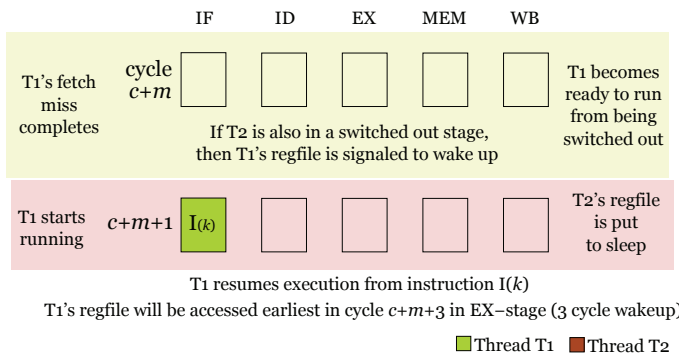 IF ID EX MEM WB
T1's fetch
miss
completes
cycle
c+m
T1 becomes
ready to run
from being
switched out
If T2 is also in a switched out stage,
then T1's regfile is signaled to wake up
T1 starts
running
c+m+1
I(k)
T2's regfile
is put
to sleep
T1 resumes execution from instruction I(k)
T1's regfile will be accessed earliest in cycle c+m+3 in EX–stage (3 cycle wakeup)
Thread T1 Thread T2